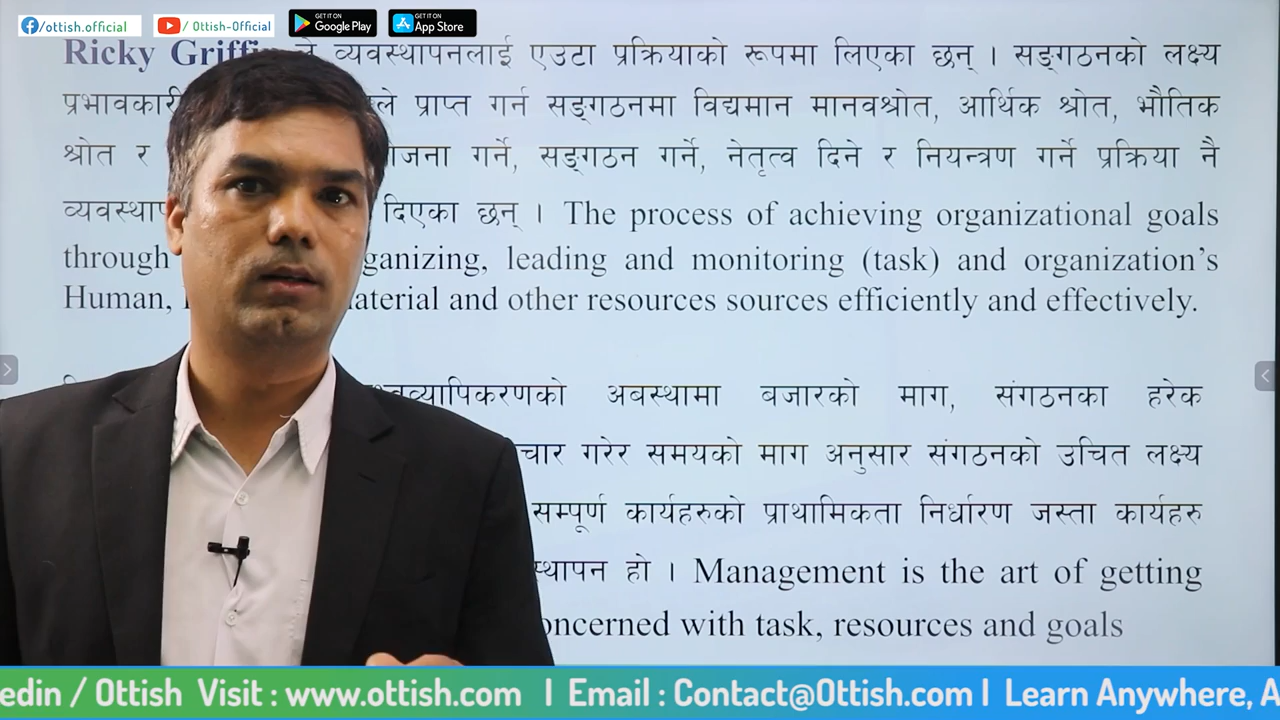 /ottish.official
/ Ottish-Official
GET IT ON
Google Play
GET IT ON
App Store
Ricky Griffin ले व्यवस्थापनलाई एउटा प्रक्रियाको रूपमा लिएका छन् । सङ्गठनको लक्ष्य
प्रभावकारी ले प्राप्त गर्न सङ्गठनमा विद्यमान मानवश्रोत, आर्थिक श्रोत, भौतिक
श्रोत र योजना गर्ने, सङ्गठन गर्ने, नेतृत्व दिने र नियन्त्रण गर्ने प्रक्रिया नै
दिएका छन् । The process of achieving organizational goals
through ganizing, leading and monitoring (task) and organization’s
Human, aterial and other resources sources efficiently and effectively.
व्यापिकरणको अबस्थामा बजारको माग, संगठनका हरेक
चार गरेर समयको माग अनुसार संगठनको उचित लक्ष्य
सम्पूर्ण कार्यहरुको प्राथामिकता निर्धारण जस्ता कार्यहरु
स्थापन हो । Management is the art of getting
oncerned with task, resources and goals
edin / Ottish Visit : www.ottish.com I Email : Contact@Ottish.com I Learn Anywhere, A